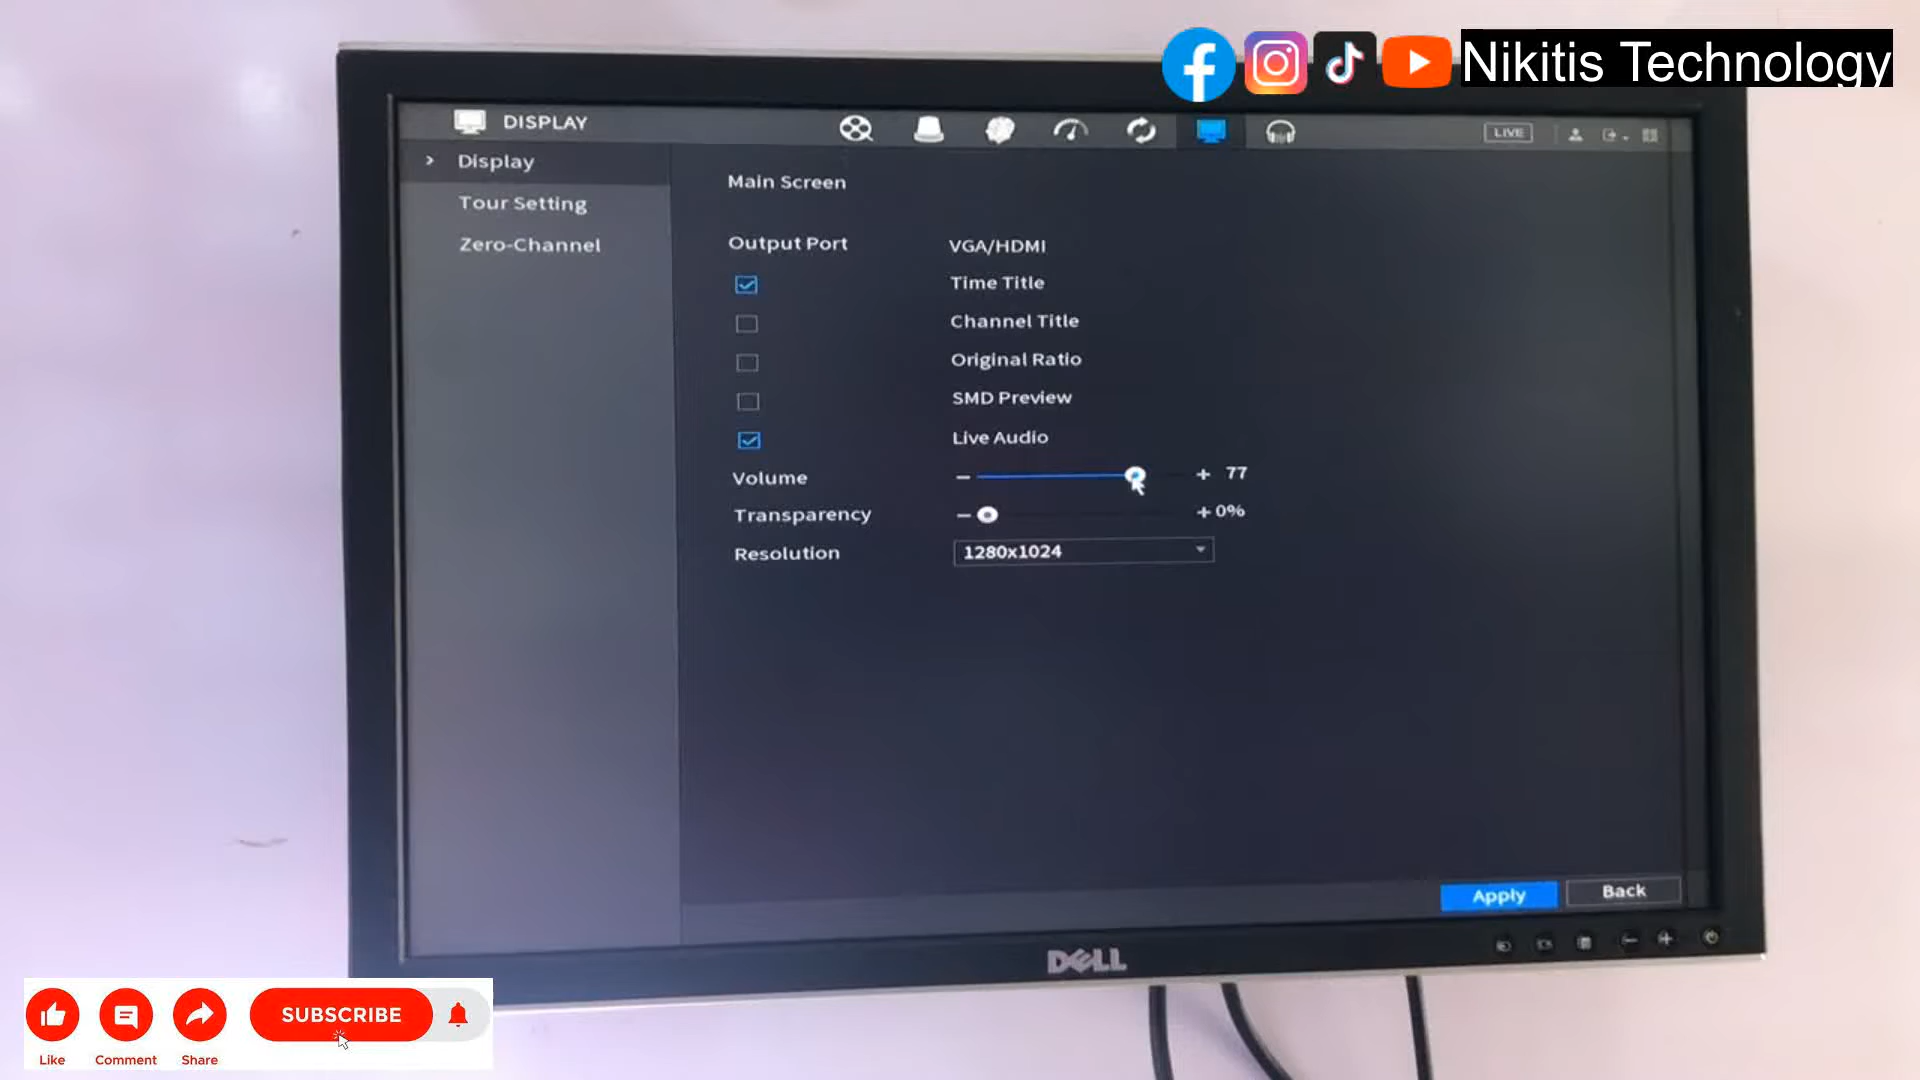 Nikitis Technology
DISPLAY
LIVE
Display
Tour Setting
Zero-Channel
Main Screen
Output Port VGA/HDMI
Time Title
Channel Title
Original Ratio
SMD Preview
Live Audio
Volume - + 77
Transparency - + 0%
Resolution 1280x1024
Apply Back
DELL
SUBSCRIBE
Like Comment Share